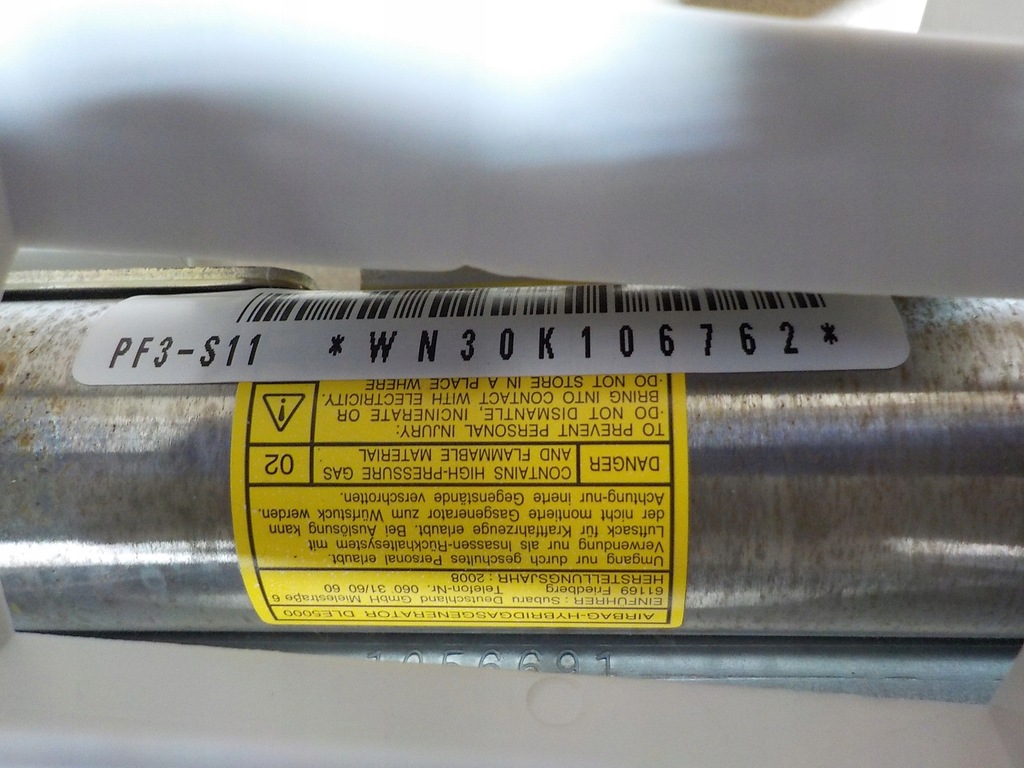 PF3-S11 *WN30K106762*
AIRBAG-HYBRIDGASGENERATOR DLE5000
EINFUHRER : Subaru Deutschland GmbH Mielestraße 6
61169 Friedberg Telefon-Nr. 060 31/60 60
HERSTELLUNGSJAHR : 2008
Umgang nur durch geschultes Personal erlaubt.
Verwendung nur als Insassen-Rückhaltesystem mit
Luftsack für Kraftfahrzeuge erlaubt. Bei Auslösung kann
der nicht montierte Gasgenerator zum Würfstuck werden.
Achtung-nur inerte Gegenstände verschrotten.
DANGER CONTAINS HIGH-PRESSURE GAS AND FLAMMABLE MATERIAL 02
TO PREVENT PERSONAL INJURY:
·DO NOT DISMANTLE, INCINERATE OR
BRING INTO CONTACT WITH ELECTRICITY.
·DO NOT STORE IN A PLACE WHERE
1056691